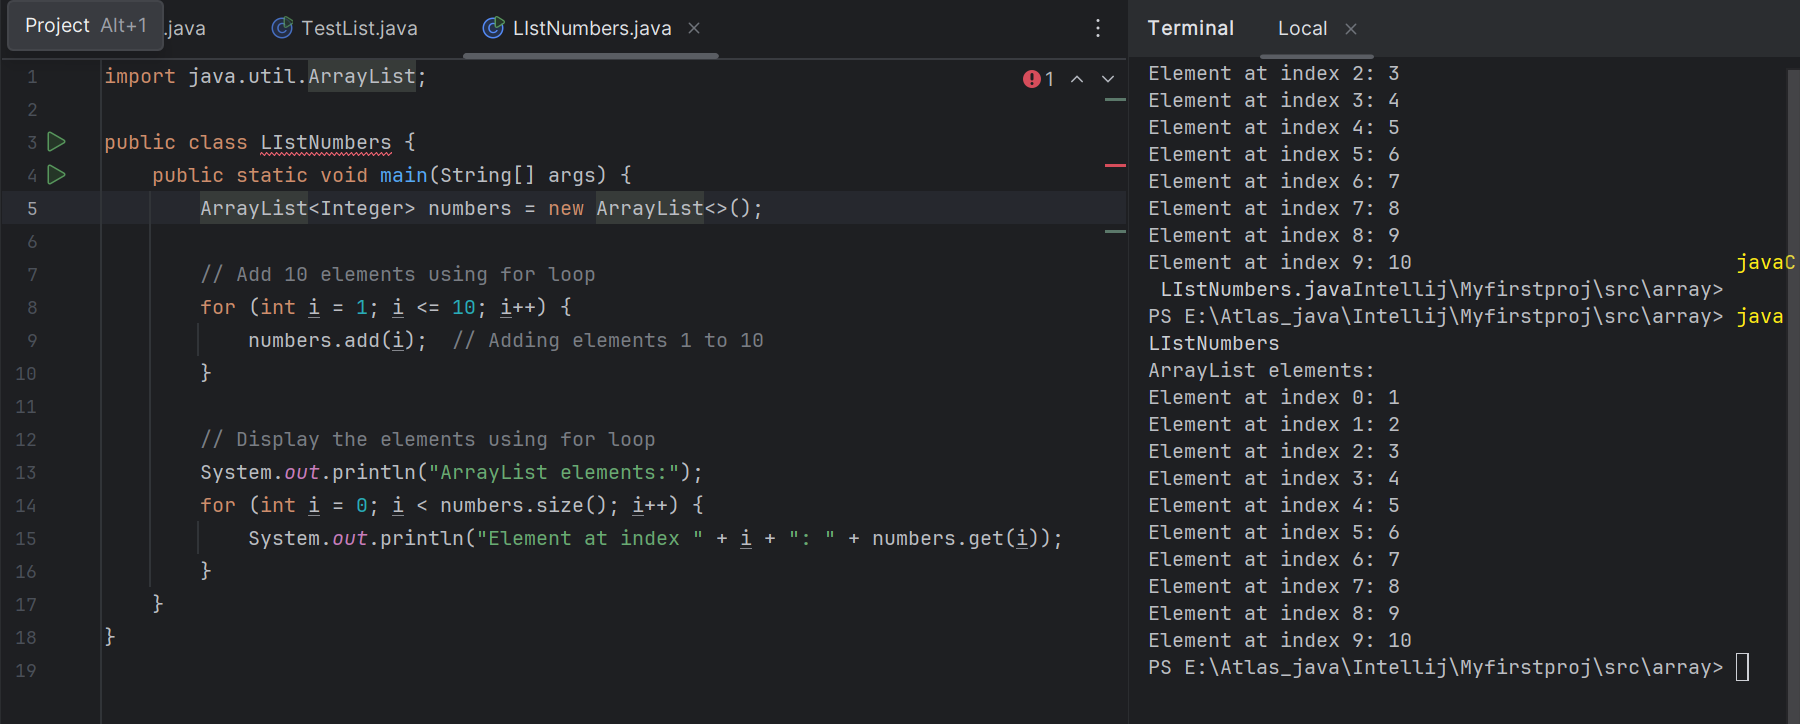 Project Alt+1
.java
TestList.java
LIstNumbers.java
1
1 import java.util.ArrayList;
2
3 public class LIstNumbers {
4     public static void main(String[] args) {
5         ArrayList<Integer> numbers = new ArrayList<>();
6
7         // Add 10 elements using for loop
8         for (int i = 1; i <= 10; i++) {
9             numbers.add(i);  // Adding elements 1 to 10
10         }
11
12         // Display the elements using for loop
13         System.out.println("ArrayList elements:");
14         for (int i = 0; i < numbers.size(); i++) {
15             System.out.println("Element at index " + i + ": " + numbers.get(i));
16         }
17     }
18 }
19
Terminal Local
Element at index 2: 3
Element at index 3: 4
Element at index 4: 5
Element at index 5: 6
Element at index 6: 7
Element at index 7: 8
Element at index 8: 9
Element at index 9: 10 javaC
 LIstNumbers.javaIntellij\Myfirstproj\src\array>
PS E:\Atlas_java\Intellij\Myfirstproj\src\array> java
LIstNumbers
ArrayList elements:
Element at index 0: 1
Element at index 1: 2
Element at index 2: 3
Element at index 3: 4
Element at index 4: 5
Element at index 5: 6
Element at index 6: 7
Element at index 7: 8
Element at index 8: 9
Element at index 9: 10
PS E:\Atlas_java\Intellij\Myfirstproj\src\array>